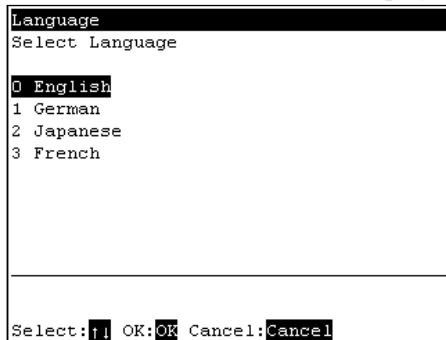 Language
Select Language
0 English
1 German
2 Japanese
3 French
Select:↑↓ OK:OK Cancel:Cancel